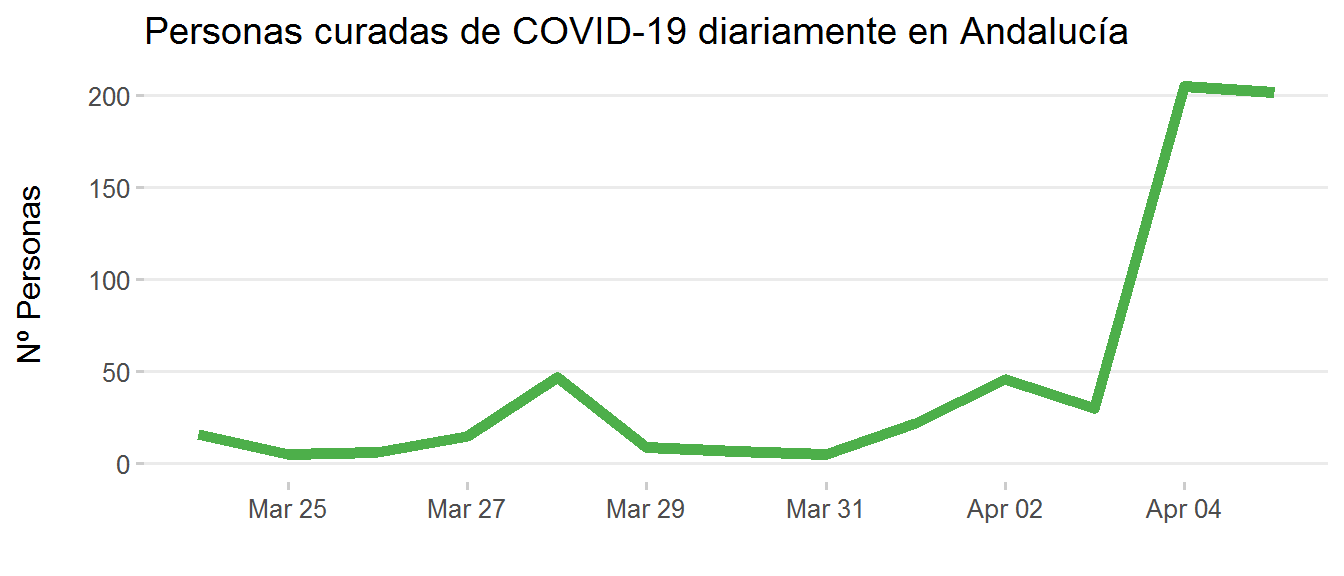 Personas curadas de COVID-19 diariamente en Andalucía
Nº Personas
200
150
100
50
0
Mar 25 Mar 27 Mar 29 Mar 31 Apr 02 Apr 04